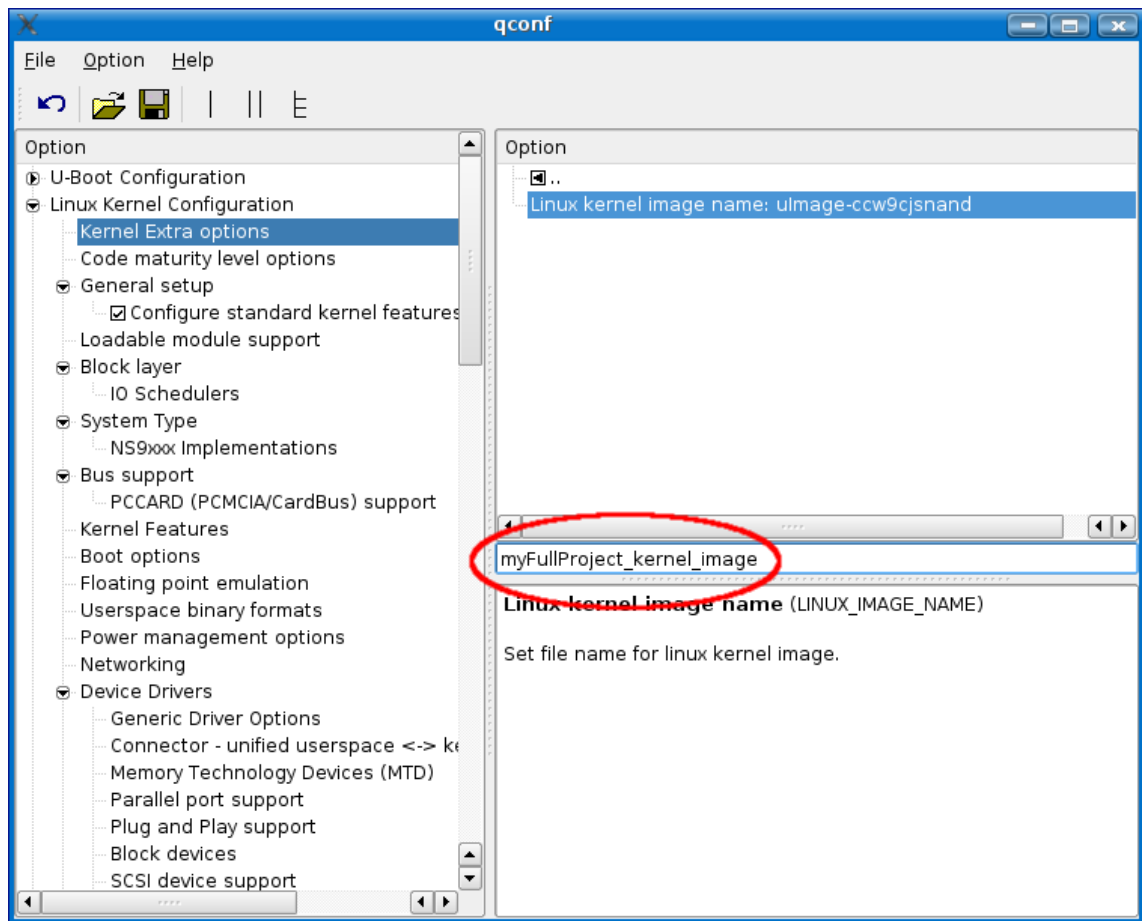 qconf
File Option Help
Option
U-Boot Configuration
Linux Kernel Configuration
Kernel Extra options
Code maturity level options
General setup
Configure standard kernel features
Loadable module support
Block layer
IO Schedulers
System Type
NS9xxx Implementations
Bus support
PCCARD (PCMCIA/CardBus) support
Kernel Features
Boot options
Floating point emulation
Userspace binary formats
Power management options
Networking
Device Drivers
Generic Driver Options
Connector - unified userspace <-> ke
Memory Technology Devices (MTD)
Parallel port support
Plug and Play support
Block devices
SCSI device support
Option
..
Linux kernel image name: uImage-ccw9cjsnand
myFullProject_kernel_image
Linux kernel image name (LINUX_IMAGE_NAME)
Set file name for linux kernel image.